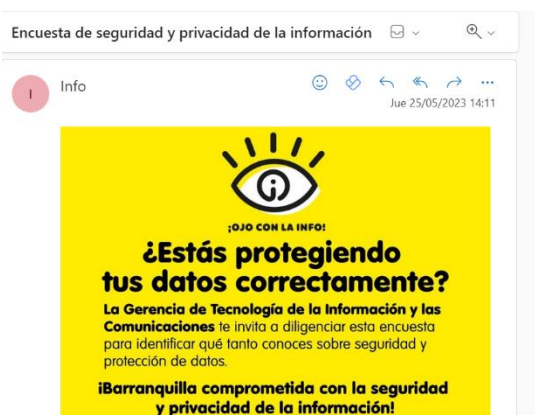 Encuesta de seguridad y privacidad de la información
I
Info
Jue 25/05/2023 14:11
¡OJO CON LA INFO!
¿Estás protegiendo
tus datos correctamente?
La Gerencia de Tecnología de la Información y las
Comunicaciones te invita a diligenciar esta encuesta
para identificar qué tanto conoces sobre seguridad y
protección de datos.
¡Barranquilla comprometida con la seguridad
y privacidad de la información!